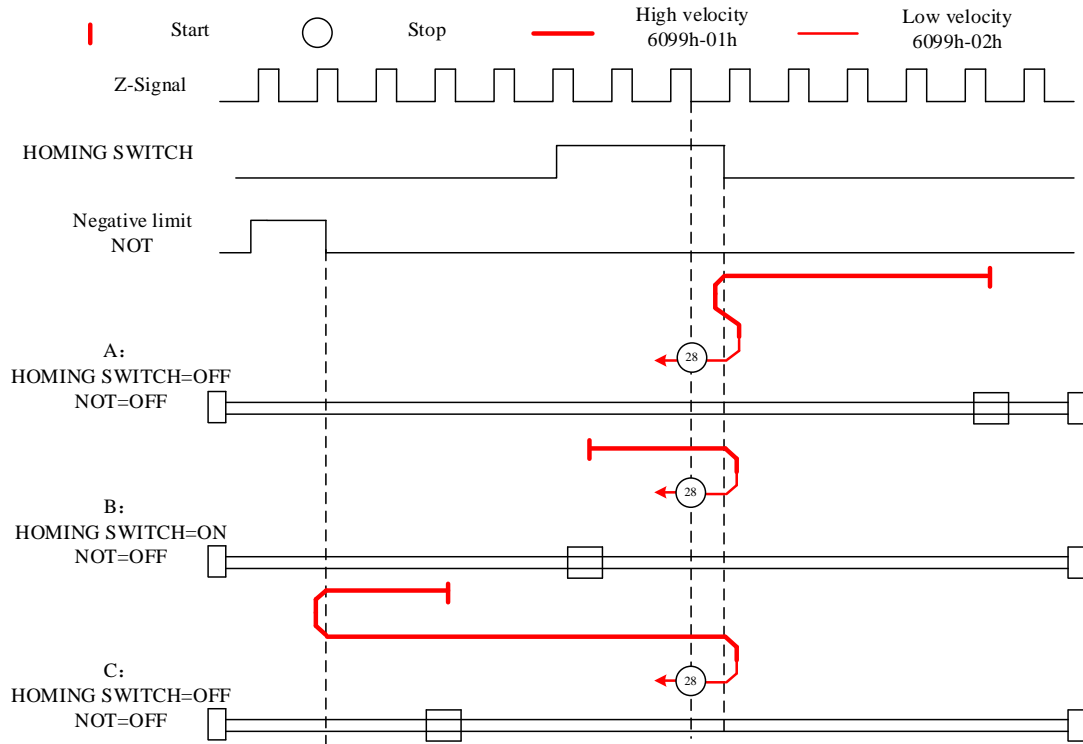 Start
Stop
High velocity
6099h-01h
Low velocity
6099h-02h
Z-Signal
HOMING SWITCH
Negative limit
NOT
28
A：
HOMING SWITCH=OFF
NOT=OFF
28
B：
HOMING SWITCH=ON
NOT=OFF
28
C：
HOMING SWITCH=OFF
NOT=OFF